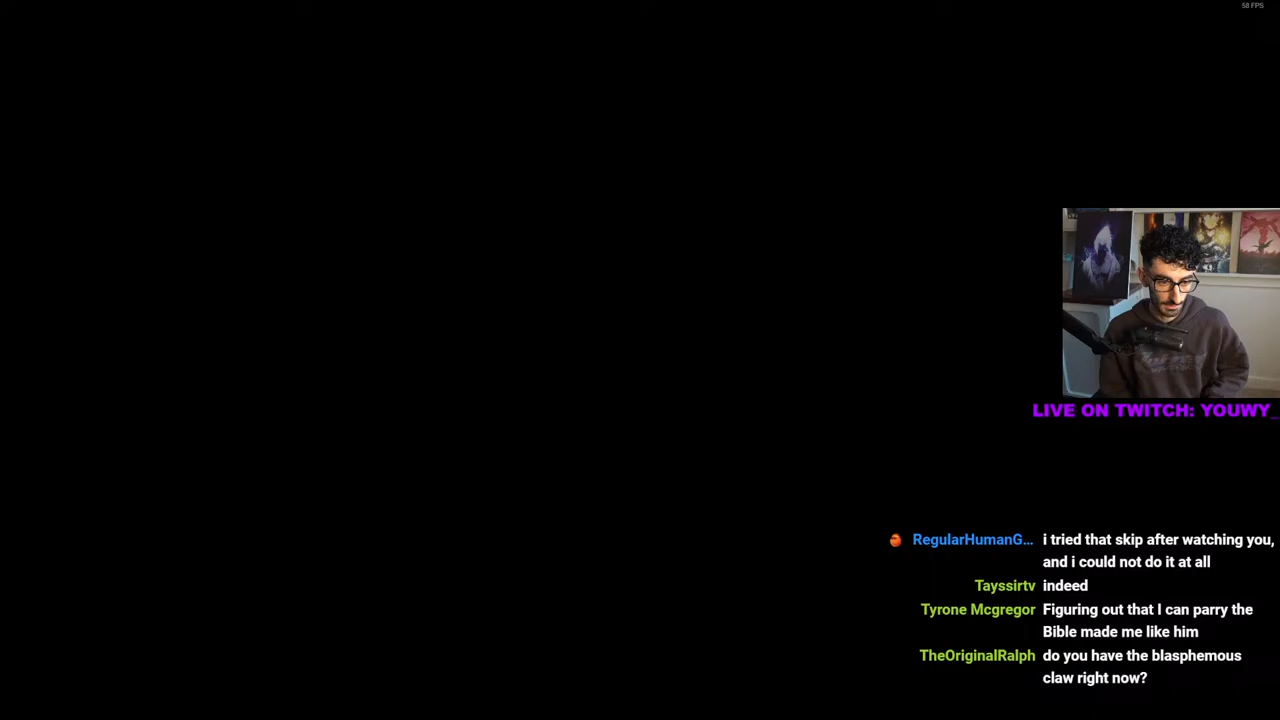 58 FPS
LIVE ON TWITCH: YOUWY_
RegularHumanG... i tried that skip after watching you,
and i could not do it at all
Tayssirtv indeed
Tyrone Mcgregor Figuring out that I can parry the
Bible made me like him
TheOriginalRalph do you have the blasphemous
claw right now?